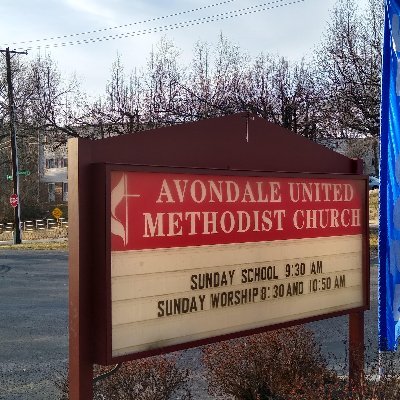 AVONDALE UNITED
METHODIST CHURCH
SUNDAY SCHOOL 9:30 AM
SUNDAY WORSHIP 8:30 AND 10:50 AM